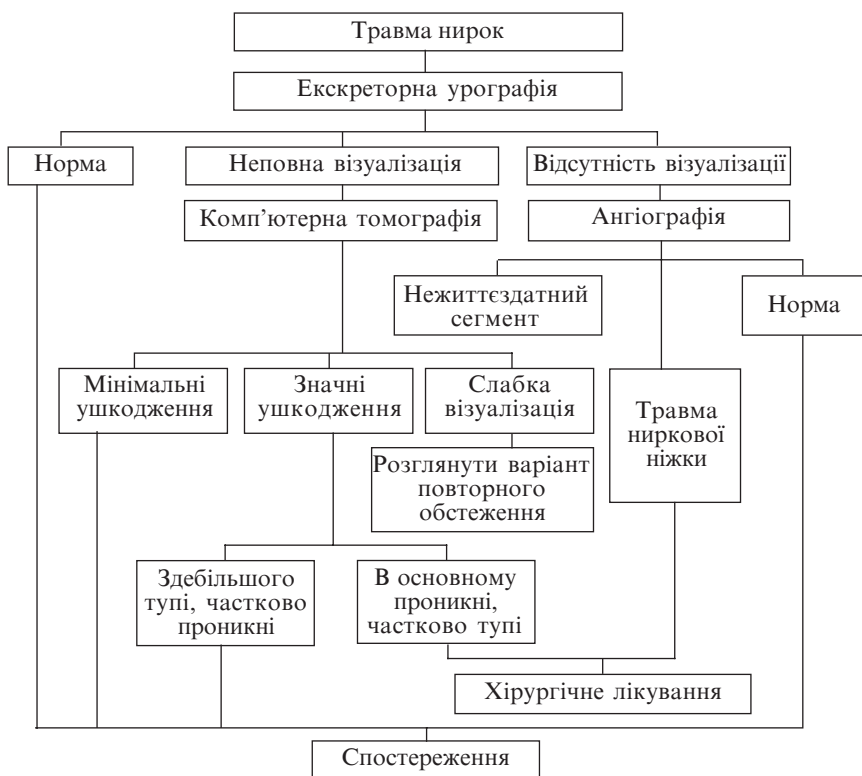 Травма нирок
Екскреторна урографія
Норма
Неповна візуалізація
Відсутність візуалізації
Комп’ютерна томографія
Ангіографія
Нежиттєздатний
сегмент
Норма
Мінімальні
ушкодження
Значні
ушкодження
Слабка
візуалізація
Травма
ниркової
ніжки
Розглянути варіант
повторного
обстеження
Здебільшого
тупі, частково
проникні
В основному
проникні,
частково тупі
Хірургічне лікування
Спостереження